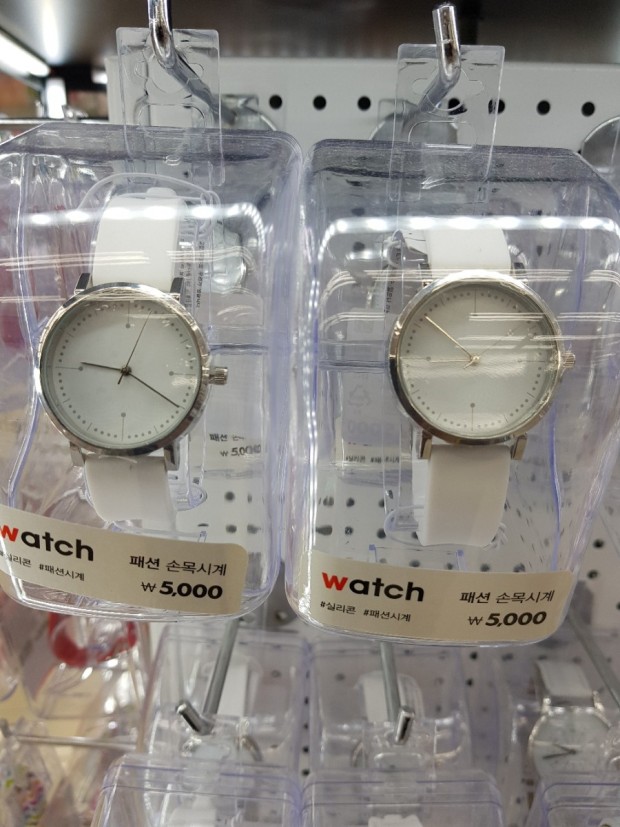 watch
패션 손목시계
#실리콘 #패션시계
₩ 5,000
watch
패션 손목시계
#실리콘 #패션시계
₩ 5,000